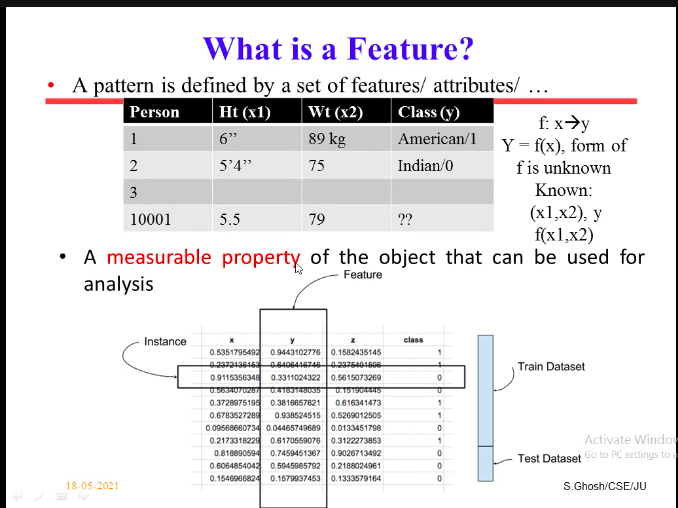 What is a Feature?
• A pattern is defined by a set of features/ attributes/ …
Person Ht (x1) Wt (x2) Class (y)
1 6’’ 89 kg American/1
2 5’4’’ 75 Indian/0
3
10001 5.5 79 ??
f: x→y
Y = f(x), form of
f is unknown
Known:
(x1,x2), y
f(x1,x2)
• A measurable property of the object that can be used for
analysis
Feature
Instance
x y z class
0.5351795492 0.9443102776 0.1582435145 1
0.2372136153 0.6406416746 0.2375401506 1
0.9115356348 0.3311024322 0.5615073269 0
0.5634070287 0.4183148035 0.151904445 0
0.3728975195 0.3816657621 0.616341473 1
0.6783527289 0.938524515 0.5269012505 1
0.09568660734 0.04465749689 0.0133451798 0
0.2173318229 0.6170559076 0.3122273853 1
0.818890594 0.7459451367 0.9026713492 0
0.6064854042 0.5945985792 0.2188024961 0
0.1546966824 0.1579937453 0.1333579164 0
Train Dataset
Test Dataset
Activate Window
Go to PC settings to a
18-05-2021
S.Ghosh/CSE/JU